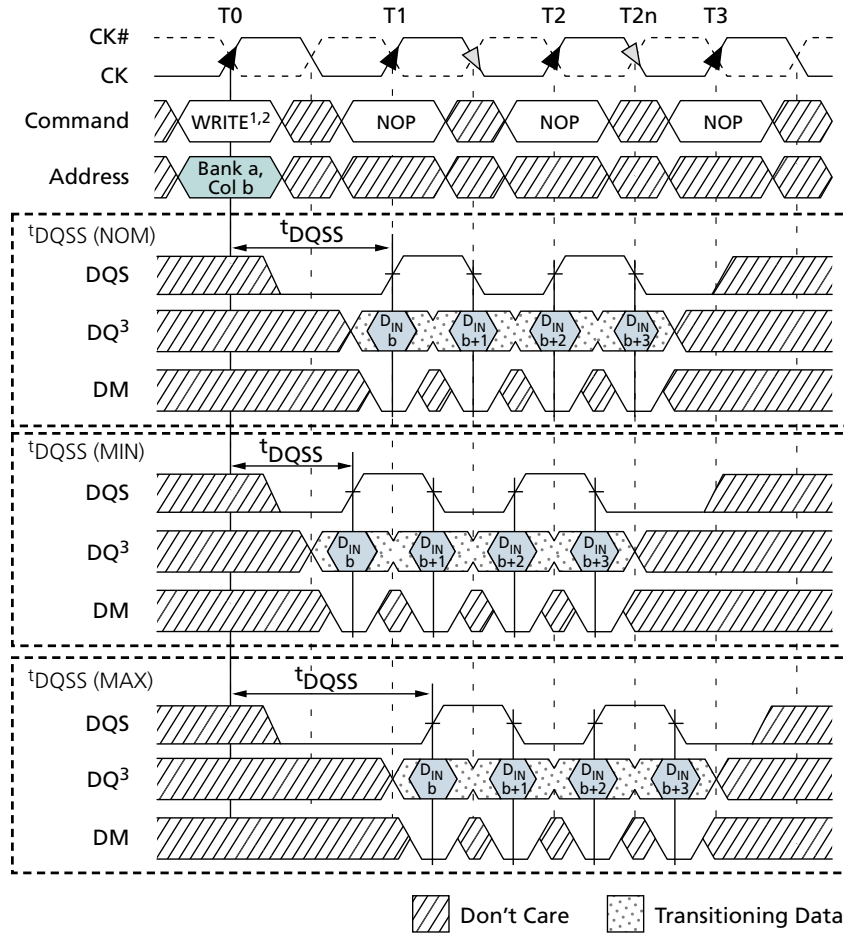 T0 T1 T2 T2n T3
CK#
CK
Command WRITE1,2 NOP NOP NOP
Address Bank a, Col b
tDQSS (NOM) tDQSS
DQS
DQ3 DIN b DIN b+1 DIN b+2 DIN b+3
DM
tDQSS (MIN) tDQSS
DQS
DQ3 DIN b DIN b+1 DIN b+2 DIN b+3
DM
tDQSS (MAX) tDQSS
DQS
DQ3 DIN b DIN b+1 DIN b+2 DIN b+3
DM
Don't Care Transitioning Data